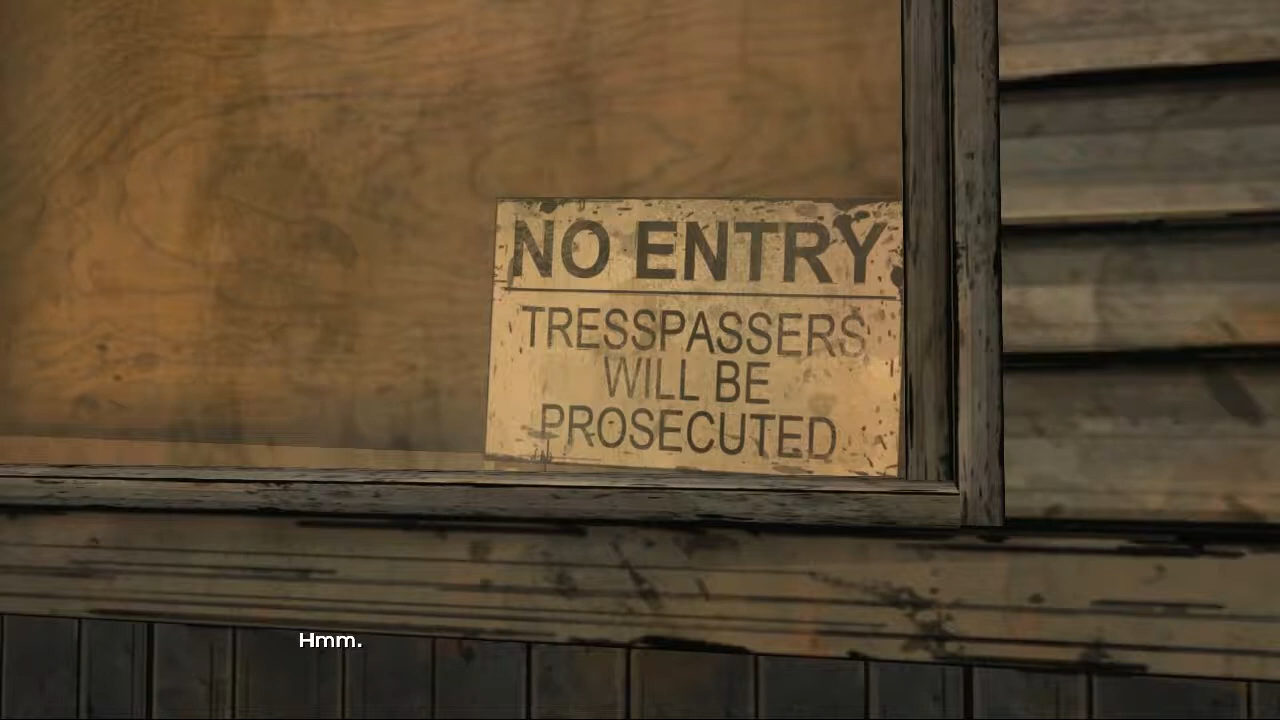 NO ENTRY
TRESSPASSERS
WILL BE
PROSECUTED
Hmm.